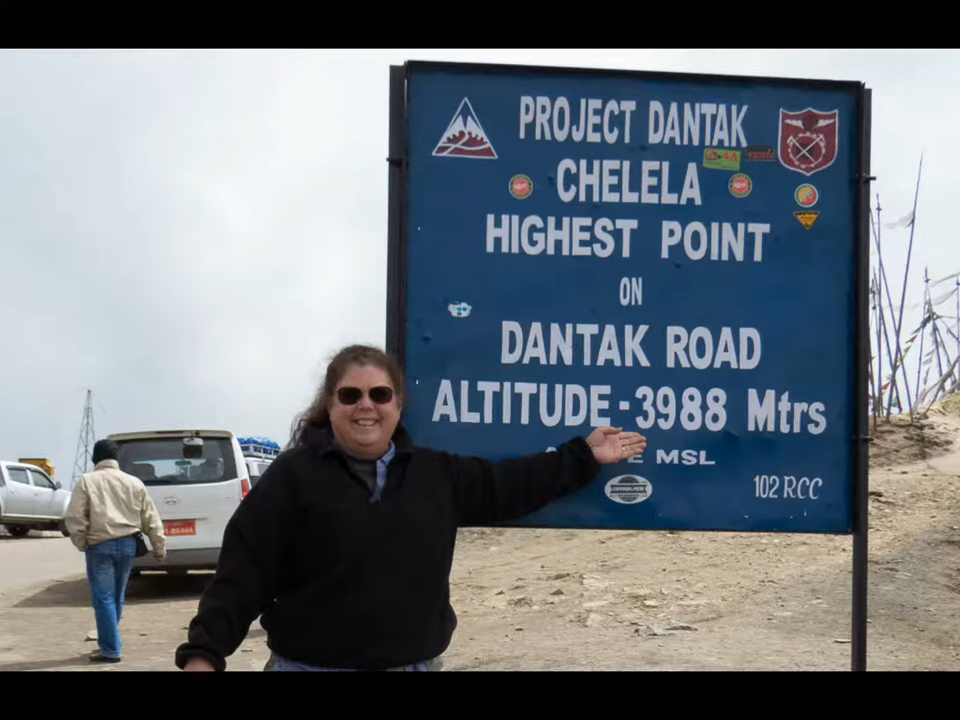 PROJECT DANTAK
CHELELA
HIGHEST POINT
ON
DANTAK ROAD
ALTITUDE - 3988 Mtrs
MSL
102 RCC